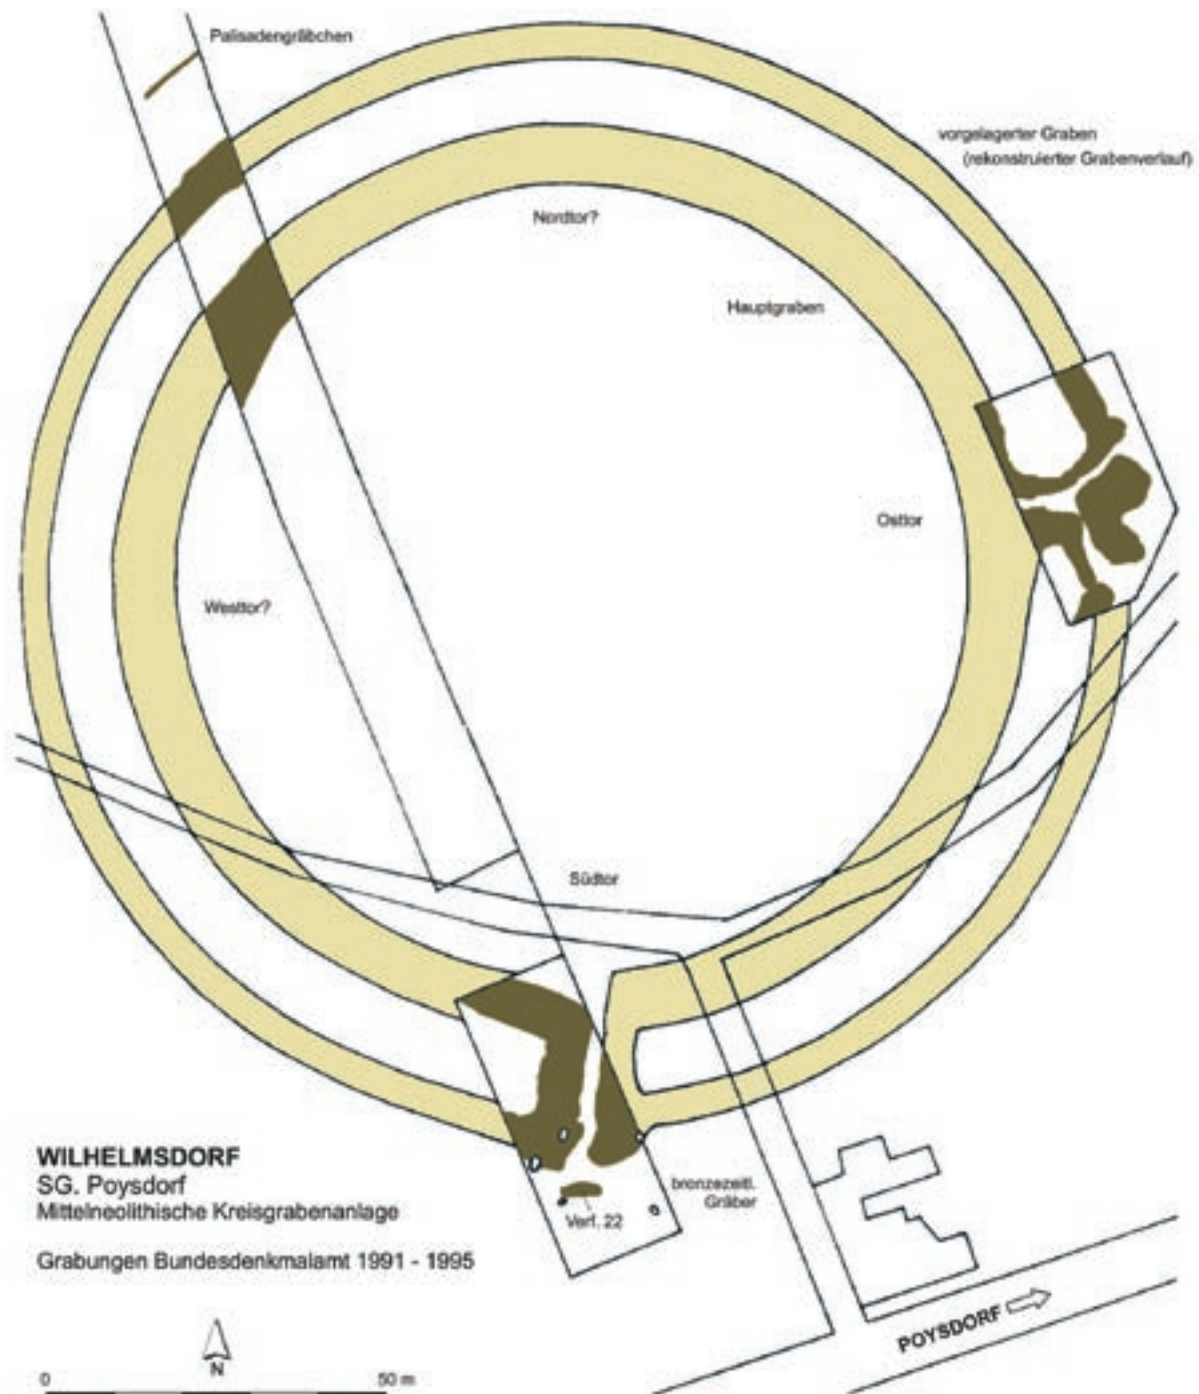 Palisadengräbchen
vorgelagerter Graben
(rekonstruierter Grabenverlauf)
Nordtor?
Hauptgraben
Osttor
Westtor?
Südtor
WILHELMSDORF
SG. Poysdorf
Mittelneolithische Kreisgrabenanlage
Grabungen Bundesdenkmalamt 1991 - 1995
bronzezeitl.
Gräber
Verf. 22
POYSDORF
N
0 50 m